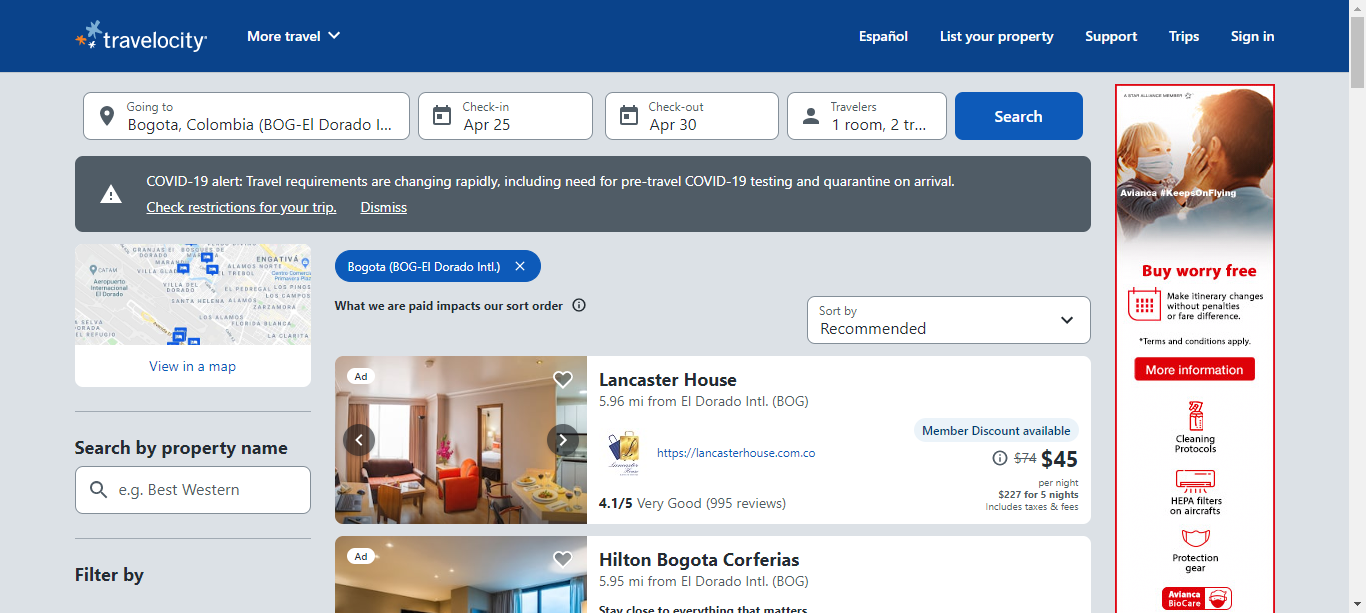 travelocity
More travel
Español
List your property
Support
Trips
Sign in
Going to
Bogota, Colombia (BOG-El Dorado I...
Check-in
Apr 25
Check-out
Apr 30
Travelers
1 room, 2 tr...
Search
COVID-19 alert: Travel requirements are changing rapidly, including need for pre-travel COVID-19 testing and quarantine on arrival.
Check restrictions for your trip.
Dismiss
ENGATIVÁ
CATAM
Aeropuerto
Internacional
El Dorado
VILLA DEL
DORADO
EL PEDREGAL
LOS PINOS
SANTA HELENA
ALAMOS
LOS CAMPOS
ZARZAMORA
LOS ALAMOS
FLORIDA BLANCA
LA CLARITA
View in a map
Search by property name
e.g. Best Western
Filter by
Bogota (BOG-El Dorado Intl.)
What we are paid impacts our sort order
Sort by
Recommended
Ad
Lancaster House
5.96 mi from El Dorado Intl. (BOG)
Lancaster
House
https://lancasterhouse.com.co
4.1/5 Very Good (995 reviews)
Member Discount available
$74 $45
per night
$227 for 5 nights
Includes taxes & fees
Ad
Hilton Bogota Corferias
5.95 mi from El Dorado Intl. (BOG)
Stay close to everything that matters
A STAR ALLIANCE MEMBER
Avianca #KeepsOnFlying
Buy worry free
Make itinerary changes
without penalties
or fare difference.
*Terms and conditions apply.
More information
Cleaning
Protocols
HEPA filters
on aircrafts
Protection
gear
Avianca
BioCare